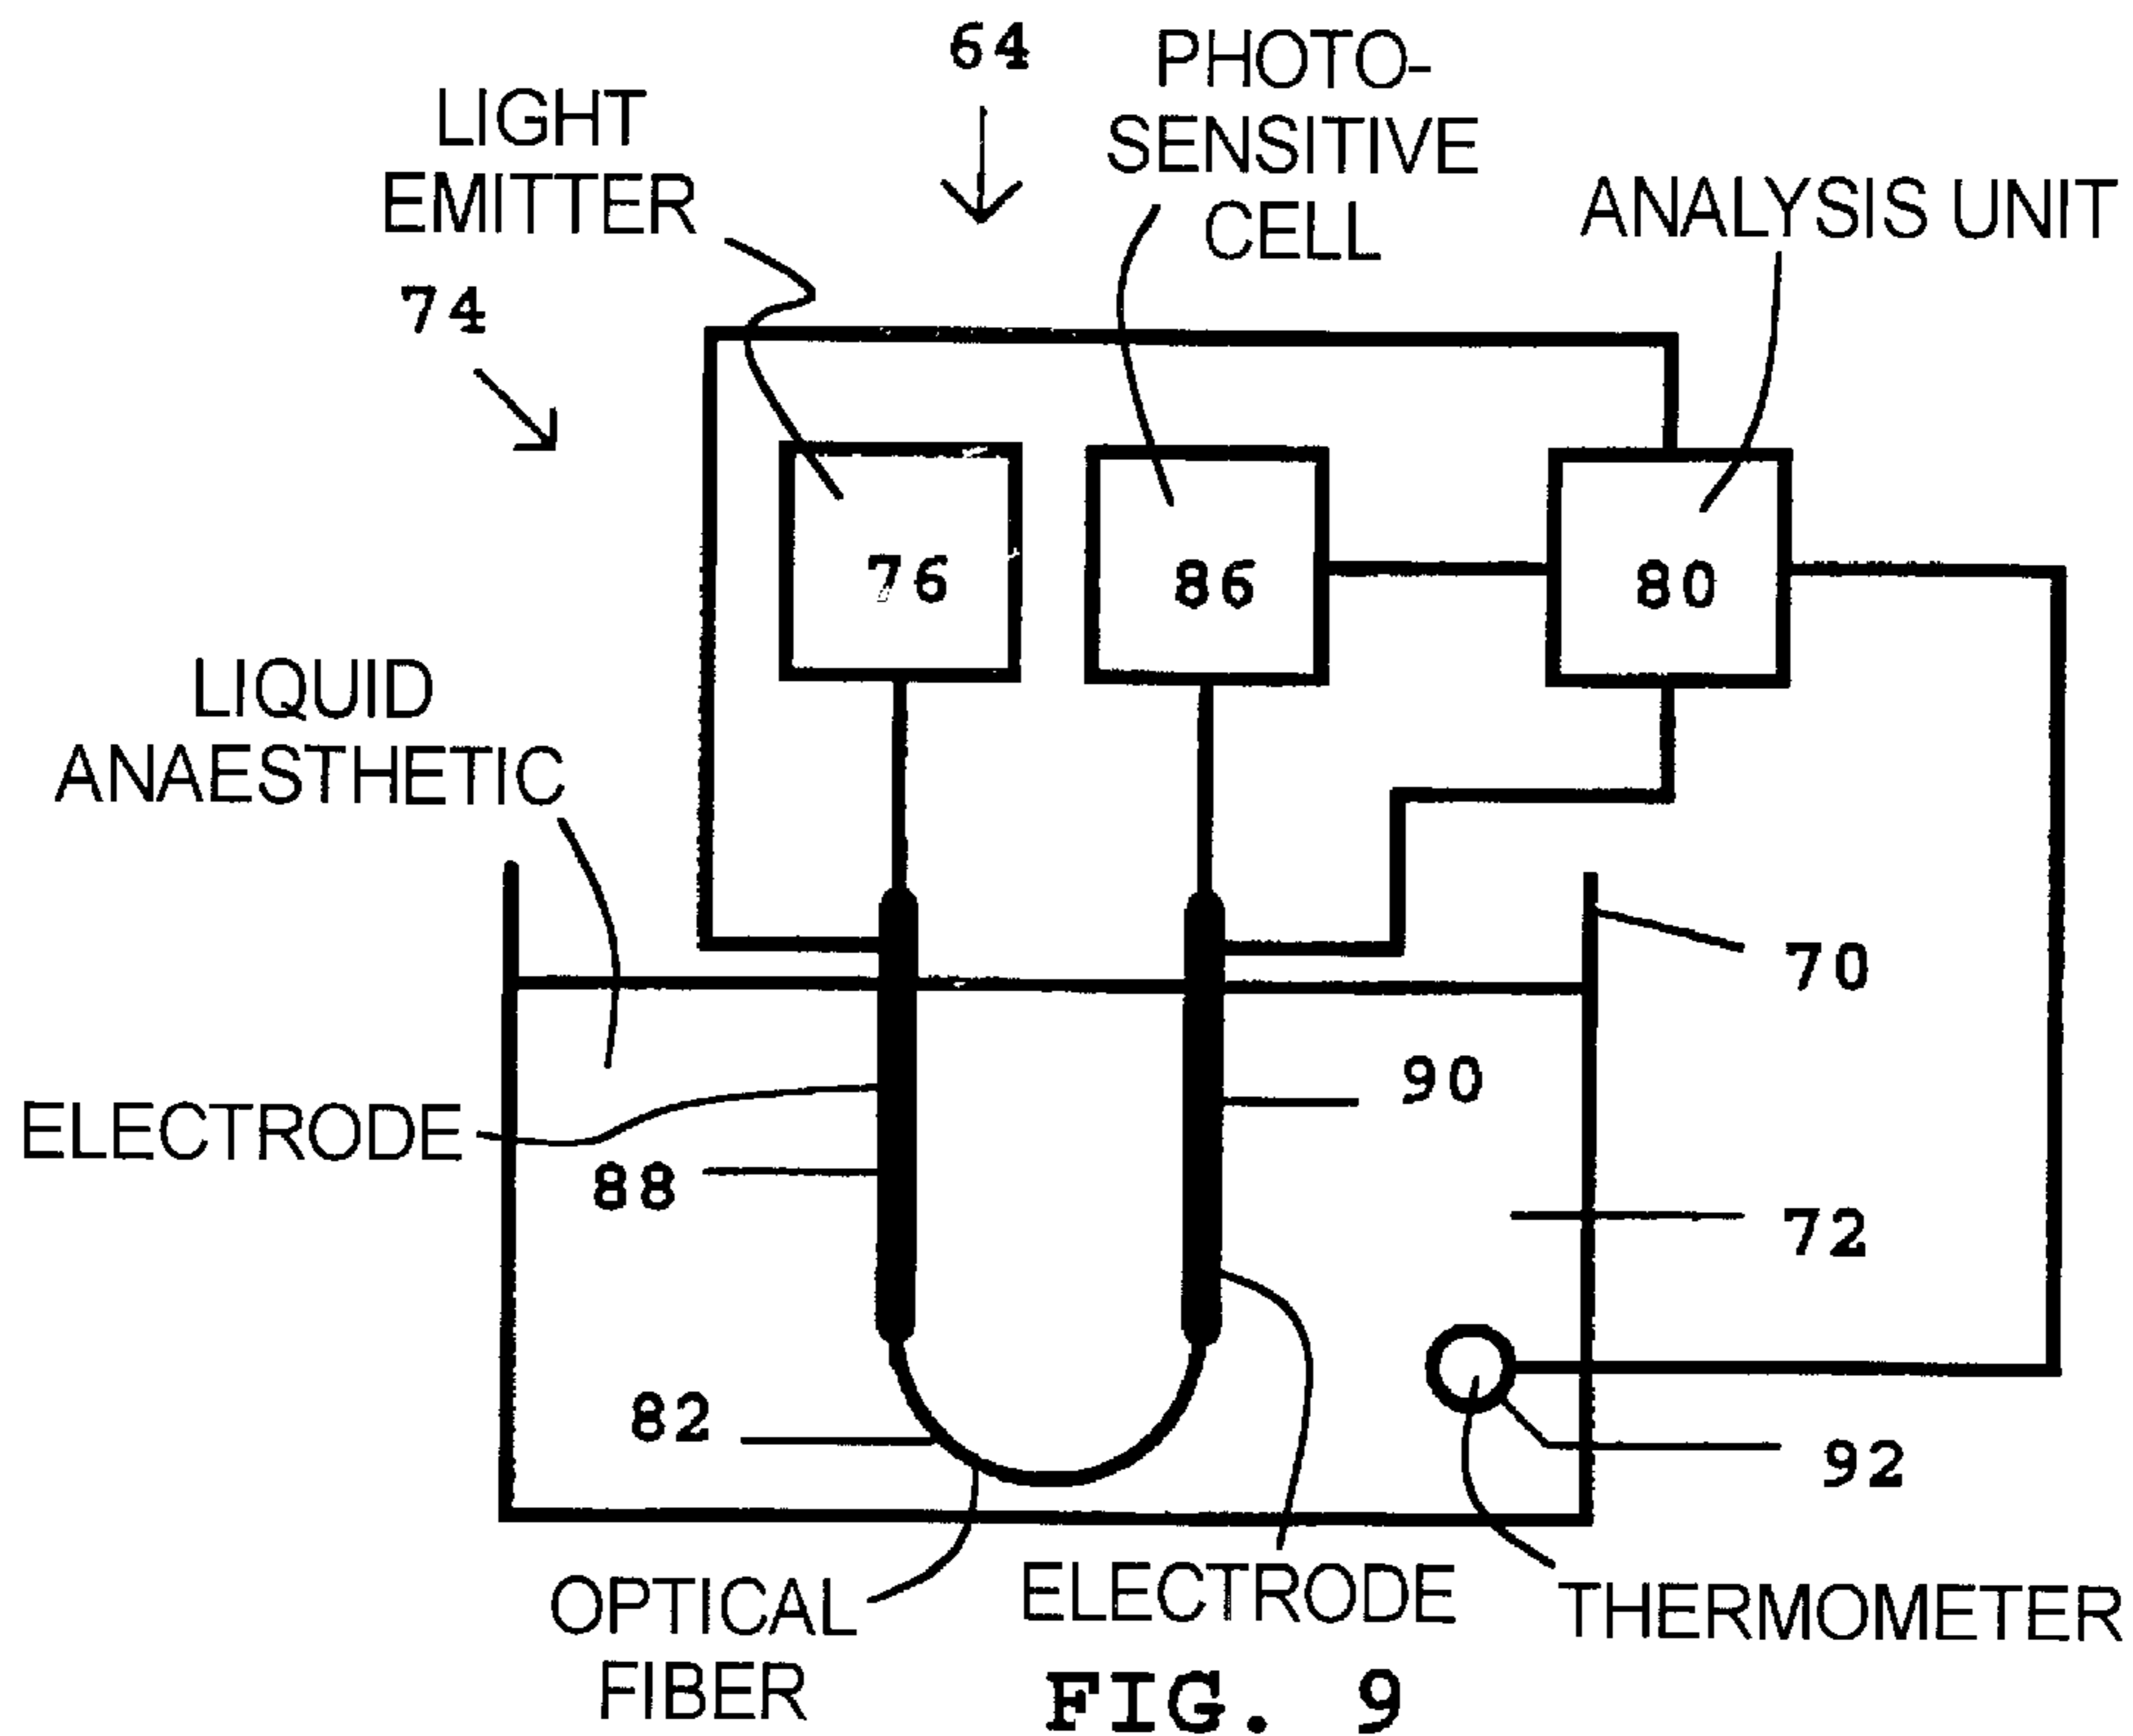 64
PHOTO-
SENSITIVE
CELL
LIGHT
EMITTER
ANALYSIS UNIT
74
76
86
80
LIQUID
ANAESTHETIC
70
90
ELECTRODE
88
72
82
92
OPTICAL
FIBER
ELECTRODE
THERMOMETER
FIG. 9